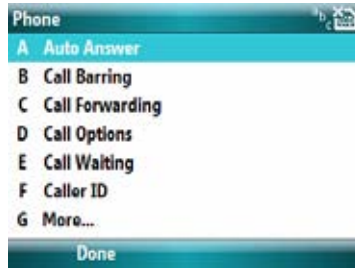 Phone
A Auto Answer
B Call Barring
C Call Forwarding
D Call Options
E Call Waiting
F Caller ID
G More...
Done